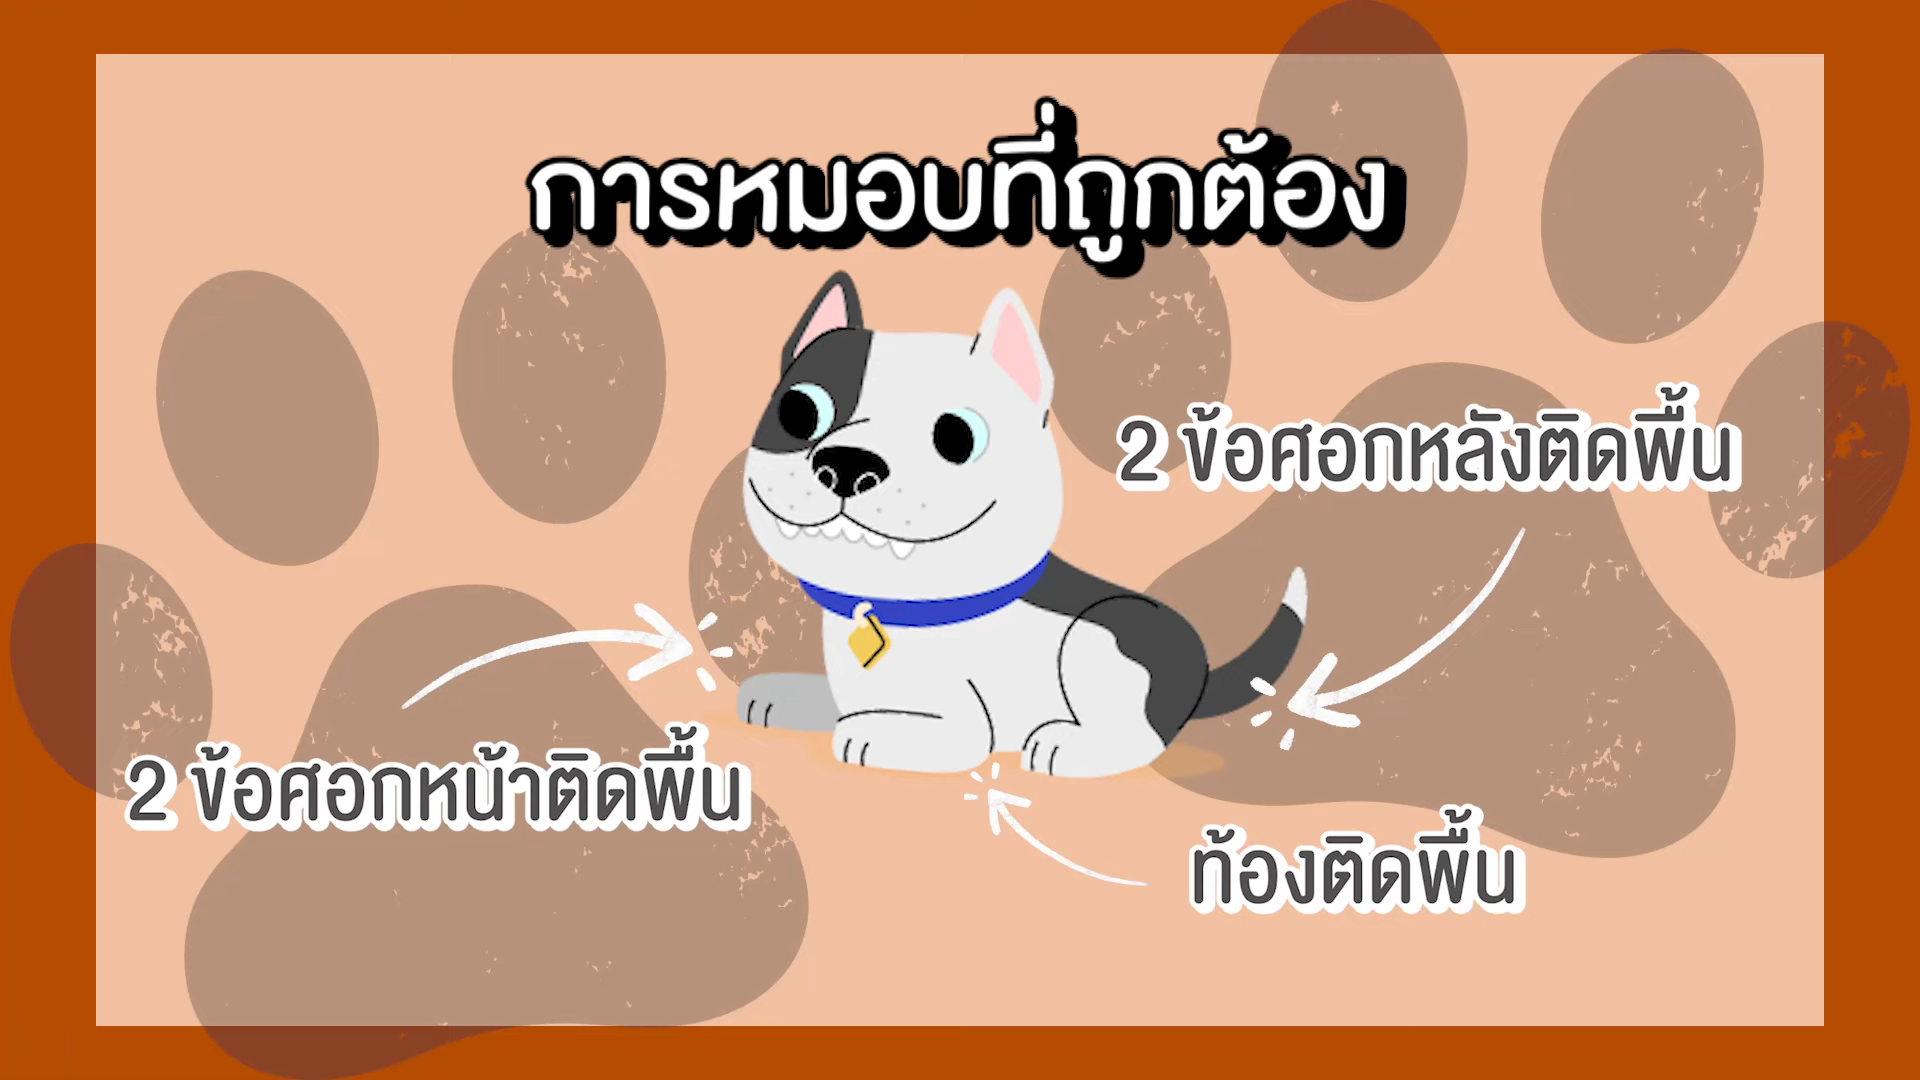 การหมอบที่ถูกต้อง
2 ข้อศอกหลังติดพื้น
2 ข้อศอกหน้าติดพื้น
ท้องติดพื้น